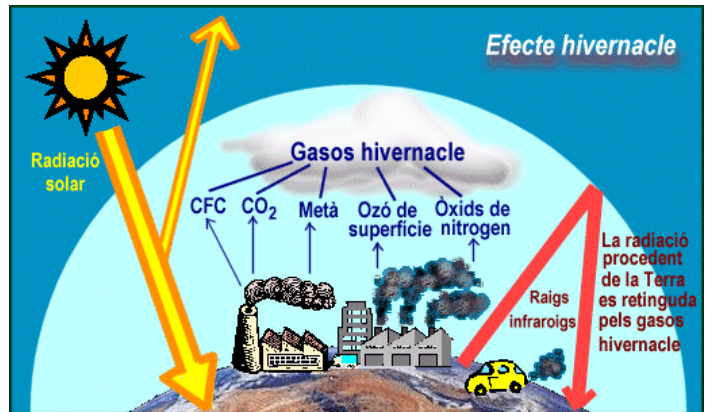 Efecte hivernacle
Radiació
solar
Gasos hivernacle
CFC
CO₂
Metà
Ozó de
superfície
Òxids de
nitrogen
Raigs
infraroigs
La radiació
procedent
de la Terra
es retinguda
pels gasos
hivernacle